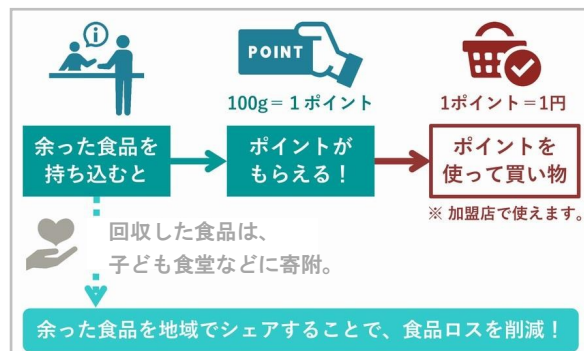 POINT
100g=1ポイント
1ポイント=1円
余った食品を
持ち込むと
ポイントが
もらえる！
ポイントを
使って買い物
※ 加盟店で使えます。
回収した食品は、
子ども食堂などに寄附。
余った食品を地域でシェアすることで、食品ロスを削減！